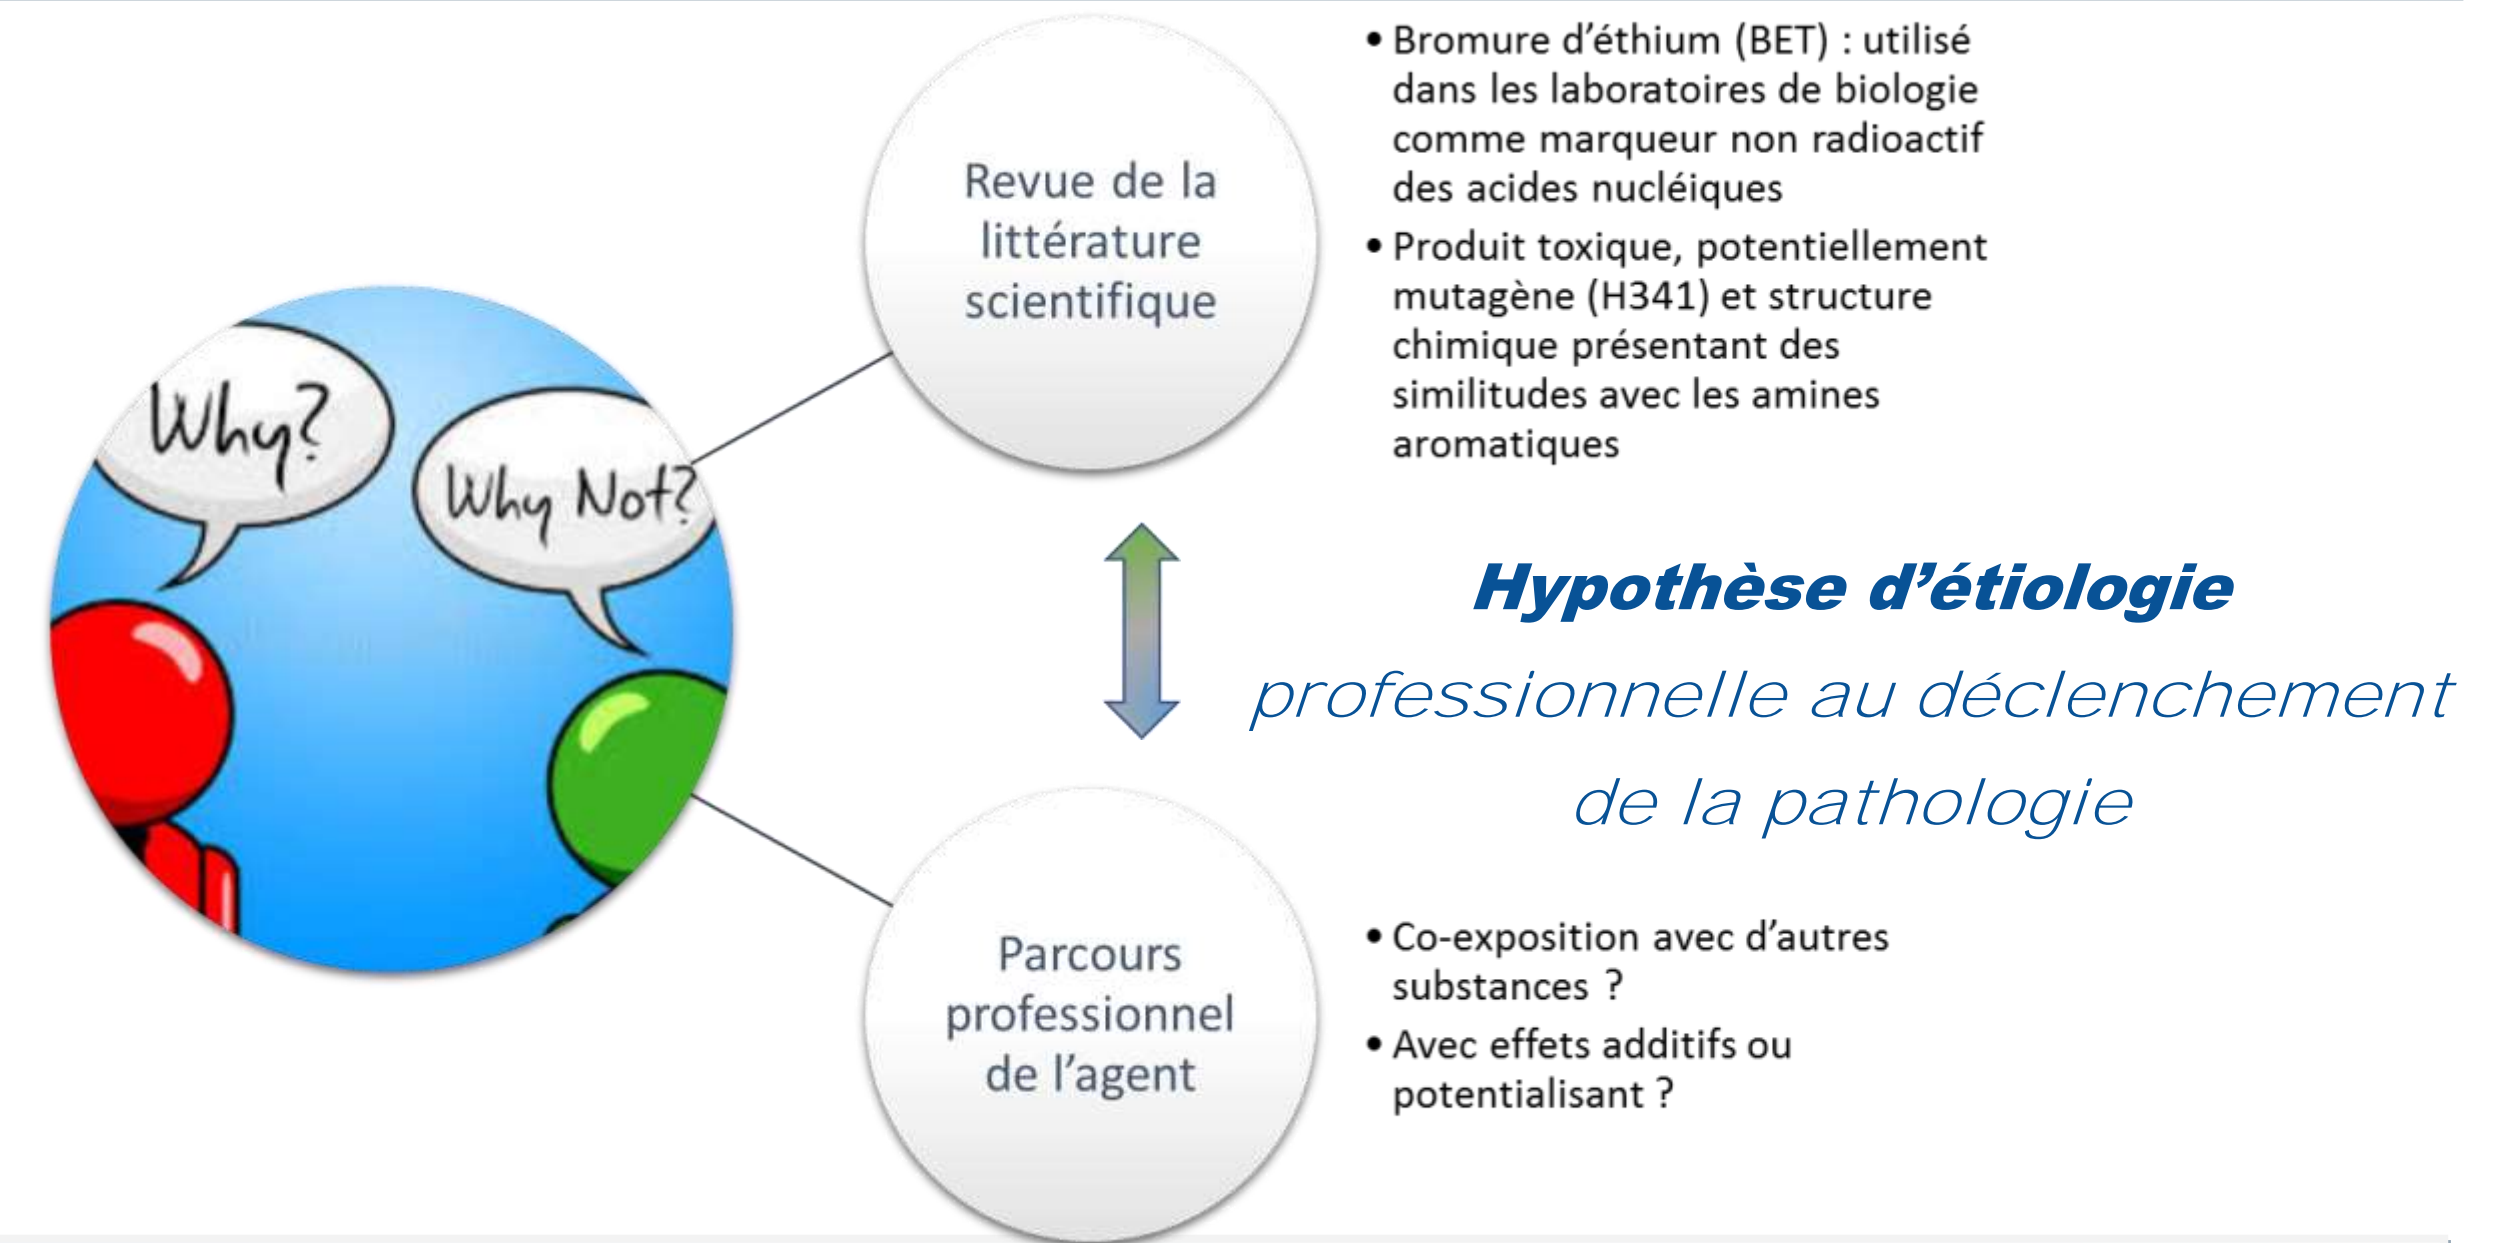 Why?
Why Not?
Revue de la
littérature
scientifique
• Bromure d’éthium (BET) : utilisé
dans les laboratoires de biologie
comme marqueur non radioactif
des acides nucléiques
• Produit toxique, potentiellement
mutagène (H341) et structure
chimique présentant des
similitudes avec les amines
aromatiques
Hypothèse d’étiologie
professionnelle au déclenchement
de la pathologie
Parcours
professionnel
de l’agent
• Co-exposition avec d’autres
substances ?
• Avec effets additifs ou
potentialisant ?